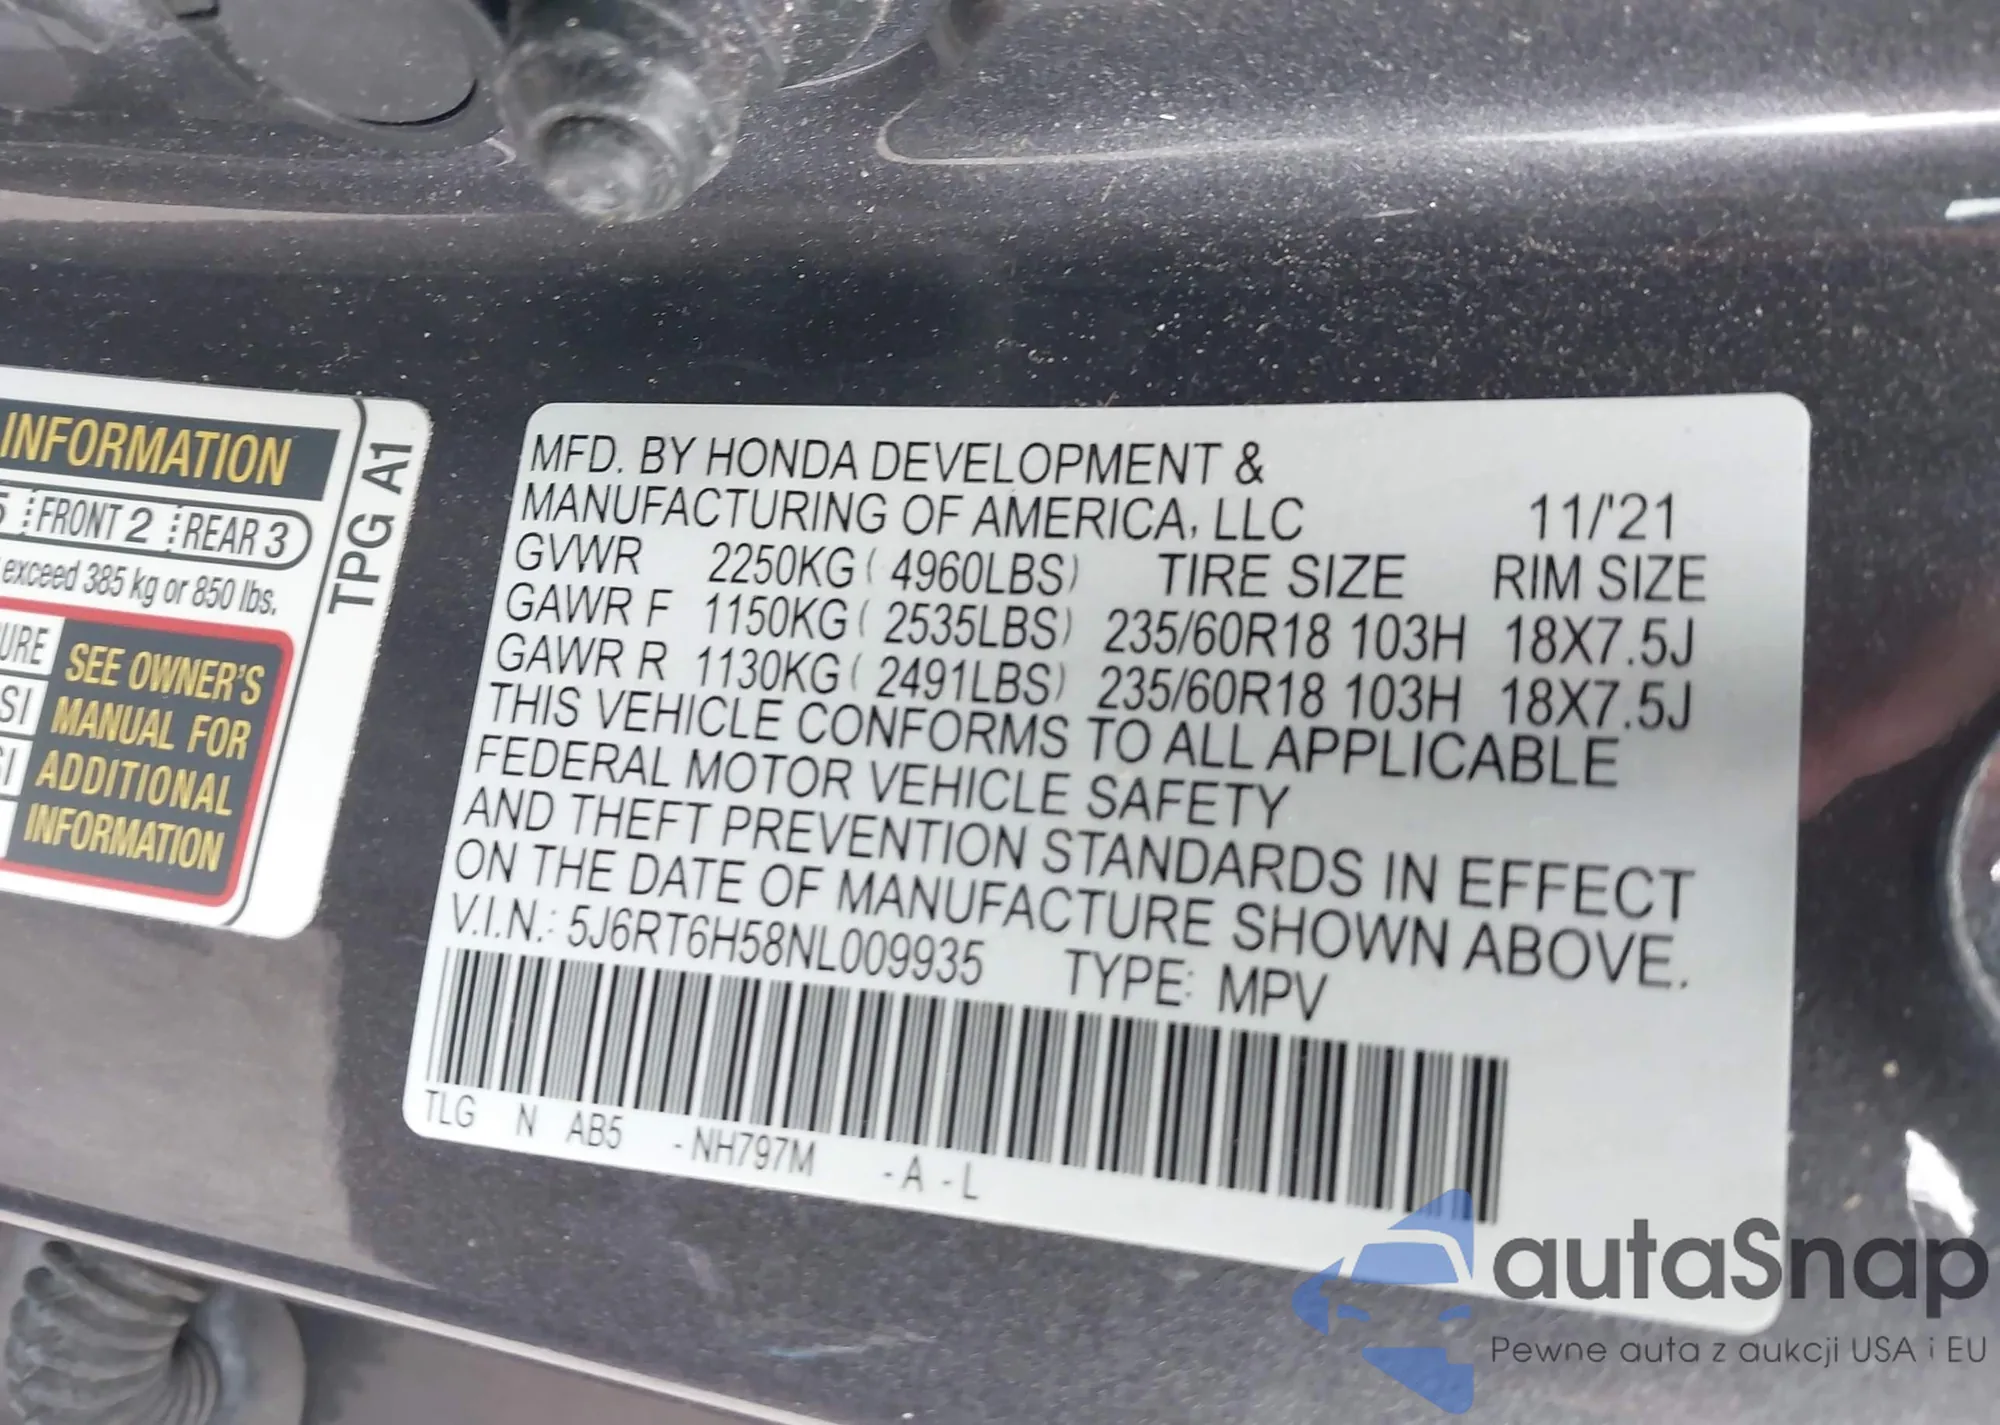 INFORMATION
5 FRONT 2 REAR 3
exceed 385 kg or 850 lbs.
URE
SI
SI
SEE OWNER'S
MANUAL FOR
ADDITIONAL
INFORMATION
TPG A1
MFD. BY HONDA DEVELOPMENT &
MANUFACTURING OF AMERICA, LLC 11/'21
GVWR 2250KG ( 4960LBS) TIRE SIZE RIM SIZE
GAWR F 1150KG ( 2535LBS) 235/60R18 103H 18X7.5J
GAWR R 1130KG ( 2491LBS) 235/60R18 103H 18X7.5J
THIS VEHICLE CONFORMS TO ALL APPLICABLE
FEDERAL MOTOR VEHICLE SAFETY
AND THEFT PREVENTION STANDARDS IN EFFECT
ON THE DATE OF MANUFACTURE SHOWN ABOVE.
V.I.N.: 5J6RT6H58NL009935 TYPE: MPV
TLG N AB5 -NH797M -A -L
autaSnap
Pewne auta z aukcji USA i EU